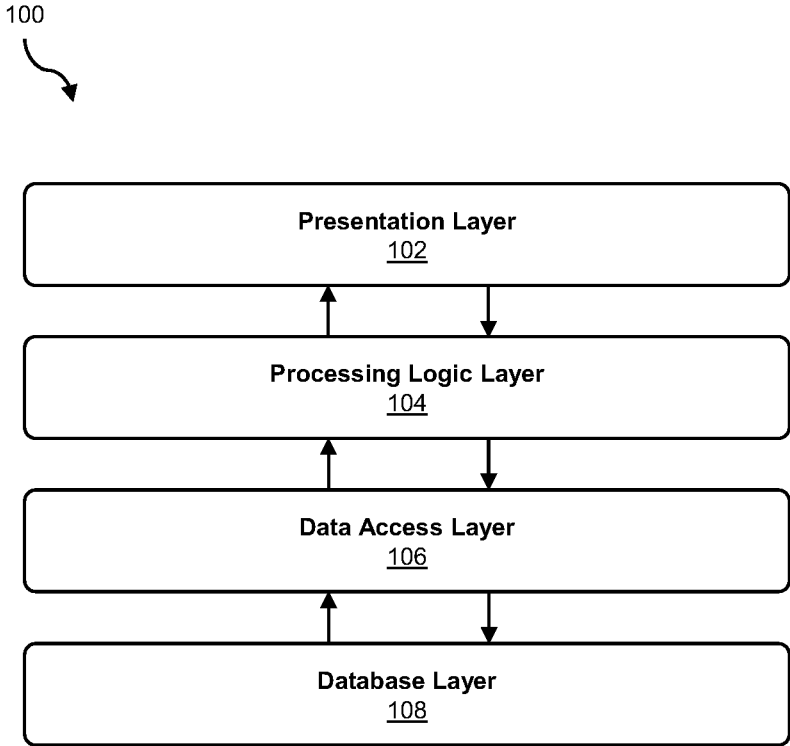 100
Presentation Layer
102
Processing Logic Layer
104
Data Access Layer
106
Database Layer
108